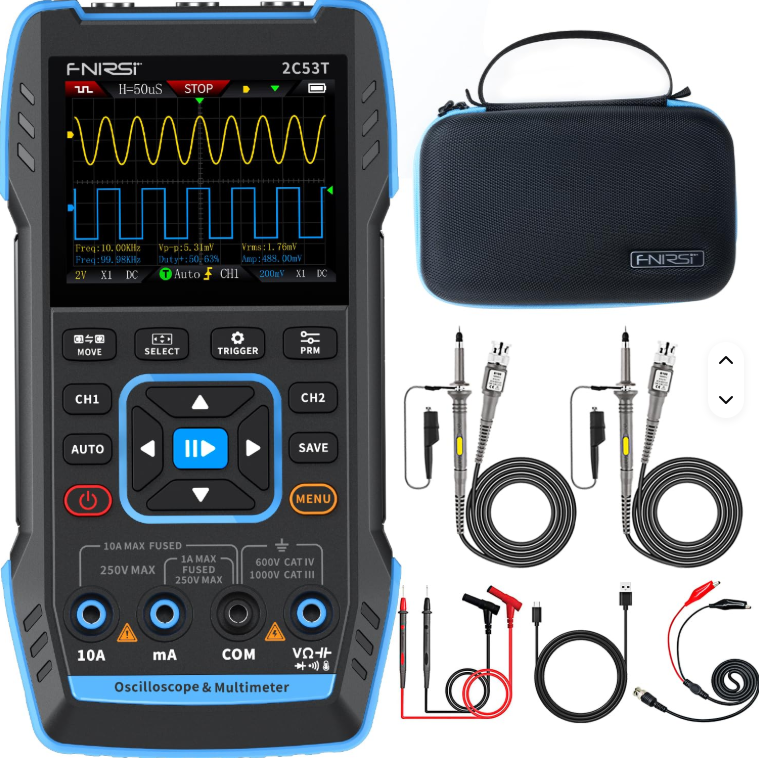 FNIRSI 2C53T
H=50uS STOP
Freq:10.00KHz Vp-p:5.31mV Vrms:1.76mV
Freq:99.98KHz Duty+:50.63% Amp:488.00mV
2V X1 DC T Auto CH1 200mV X1 DC
MOVE SELECT TRIGGER PRM
CH1 CH2
AUTO SAVE
MENU
10A MAX FUSED
250V MAX
1A MAX
FUSED
250V MAX
600V CAT IV
1000V CAT III
10A mA COM VΩ
Oscilloscope & Multimeter
FNIRSI